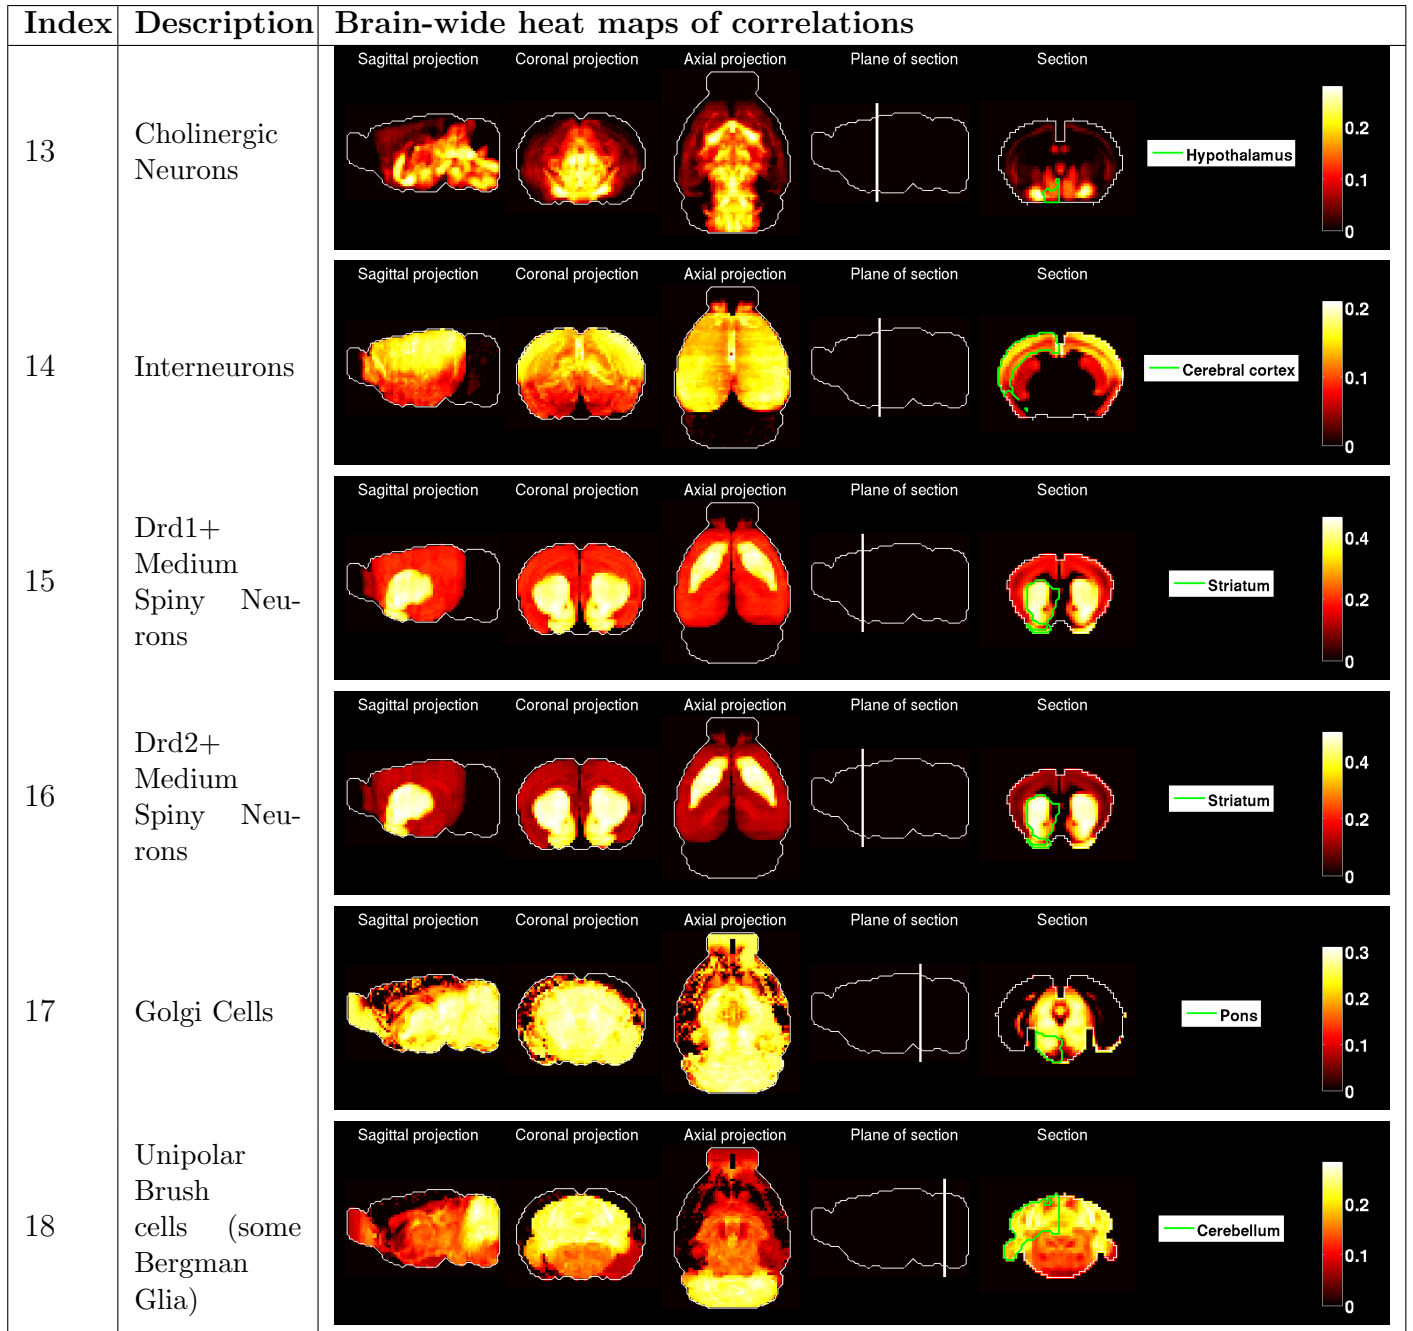 Index Description Brain-wide heat maps of correlations
Sagittal projection Coronal projection Axial projection Plane of section Section
13
Cholinergic
Neurons
Hypothalamus
0.2
0.1
0
Sagittal projection Coronal projection Axial projection Plane of section Section
14
Interneurons
Cerebral cortex
0.2
0.1
0
Sagittal projection Coronal projection Axial projection Plane of section Section
15
Drd1+
Medium
Spiny Neu-
rons
Striatum
0.4
0.2
0
Sagittal projection Coronal projection Axial projection Plane of section Section
16
Drd2+
Medium
Spiny Neu-
rons
Striatum
0.4
0.2
0
Sagittal projection Coronal projection Axial projection Plane of section Section
17
Golgi Cells
Pons
0.3
0.2
0.1
0
Sagittal projection Coronal projection Axial projection Plane of section Section
18
Unipolar
Brush
cells (some
Bergman
Glia)
Cerebellum
0.2
0.1
0